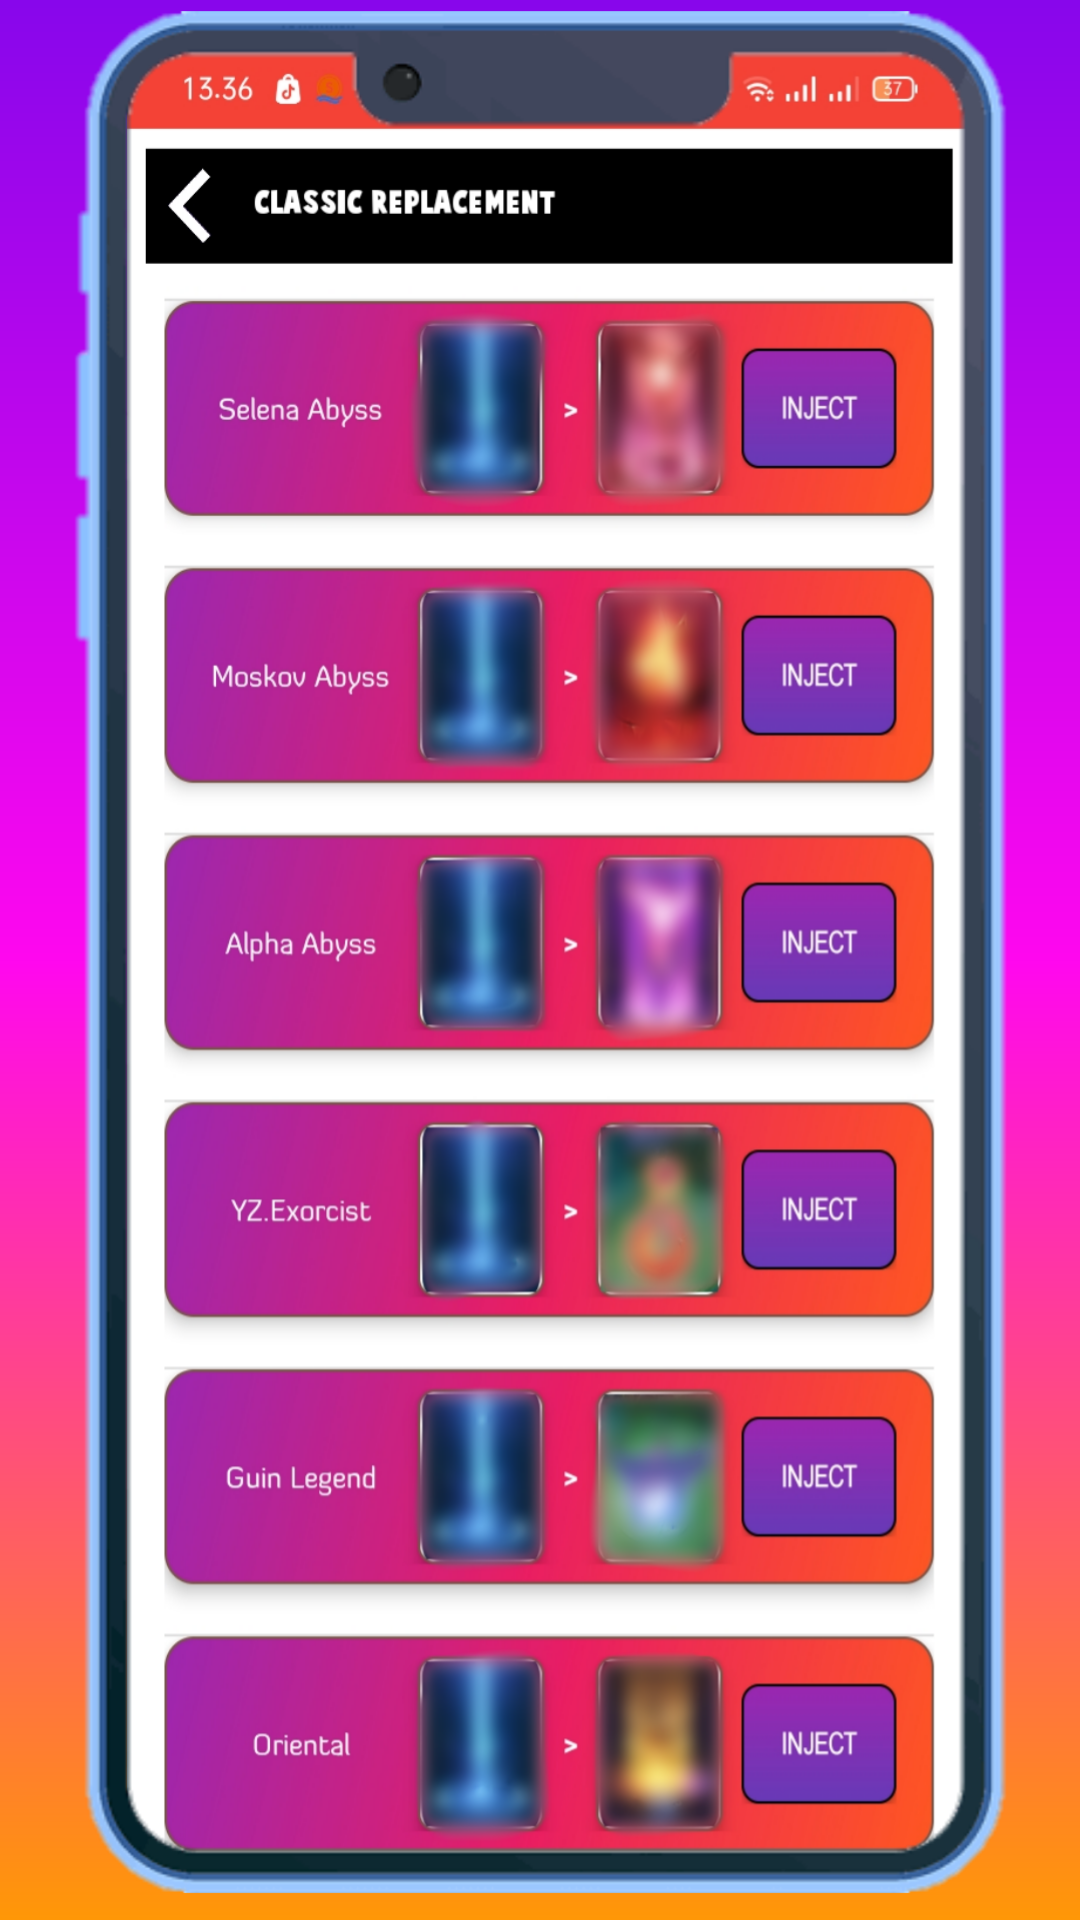 13.36
37
CLASSIC REPLACEMENT
Selena Abyss > INJECT
Moskov Abyss > INJECT
Alpha Abyss > INJECT
YZ.Exorcist > INJECT
Guin Legend > INJECT
Oriental > INJECT